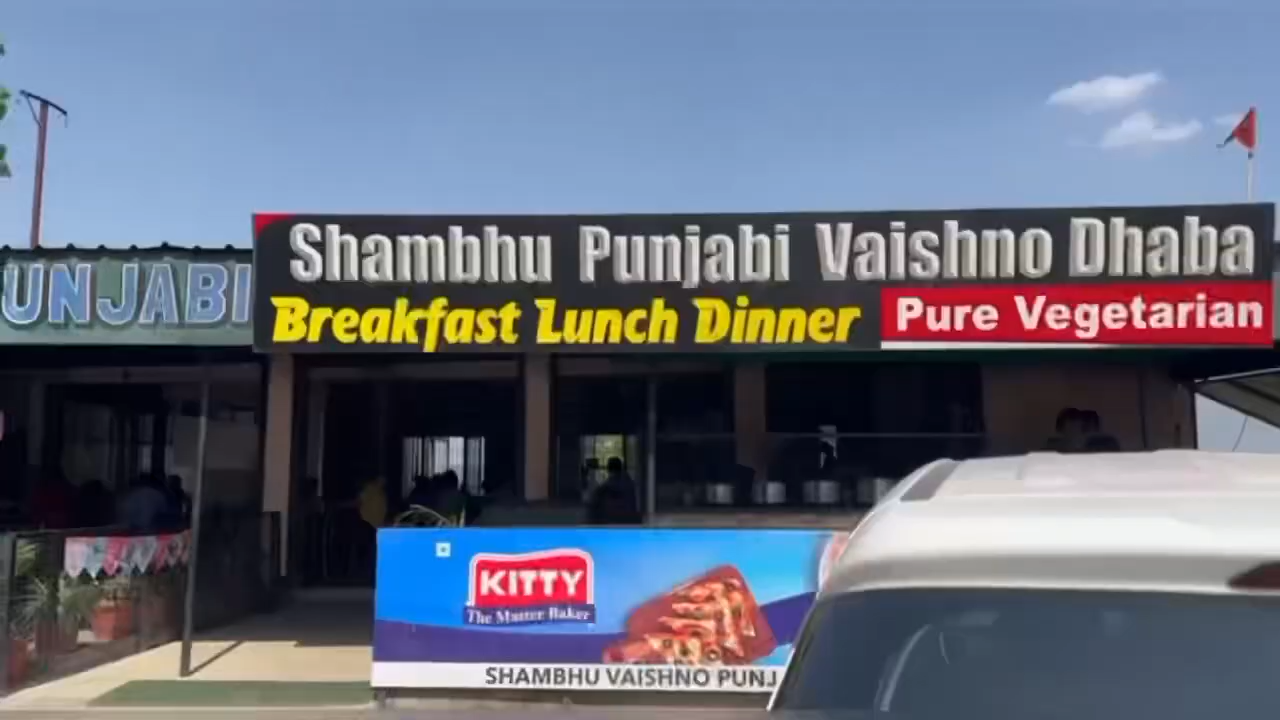 UNJABI
Shambhu Punjabi Vaishno Dhaba
Breakfast Lunch Dinner
Pure Vegetarian
KITTY
The Master Baker
SHAMBHU VAISHNO PUNJ